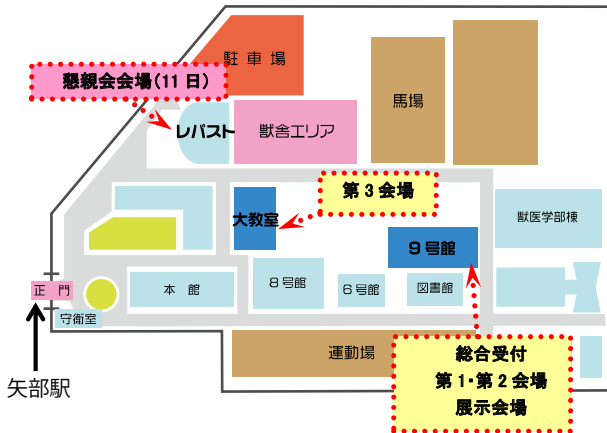 駐車場
懇親会会場(11日)
馬場
レパスト
獣舎エリア
第3会場
大教室
獣医学部棟
9号館
正門
本館
8号館
6号館
図書館
守衛室
運動場
総合受付
第1・第2会場
展示会場
矢部駅